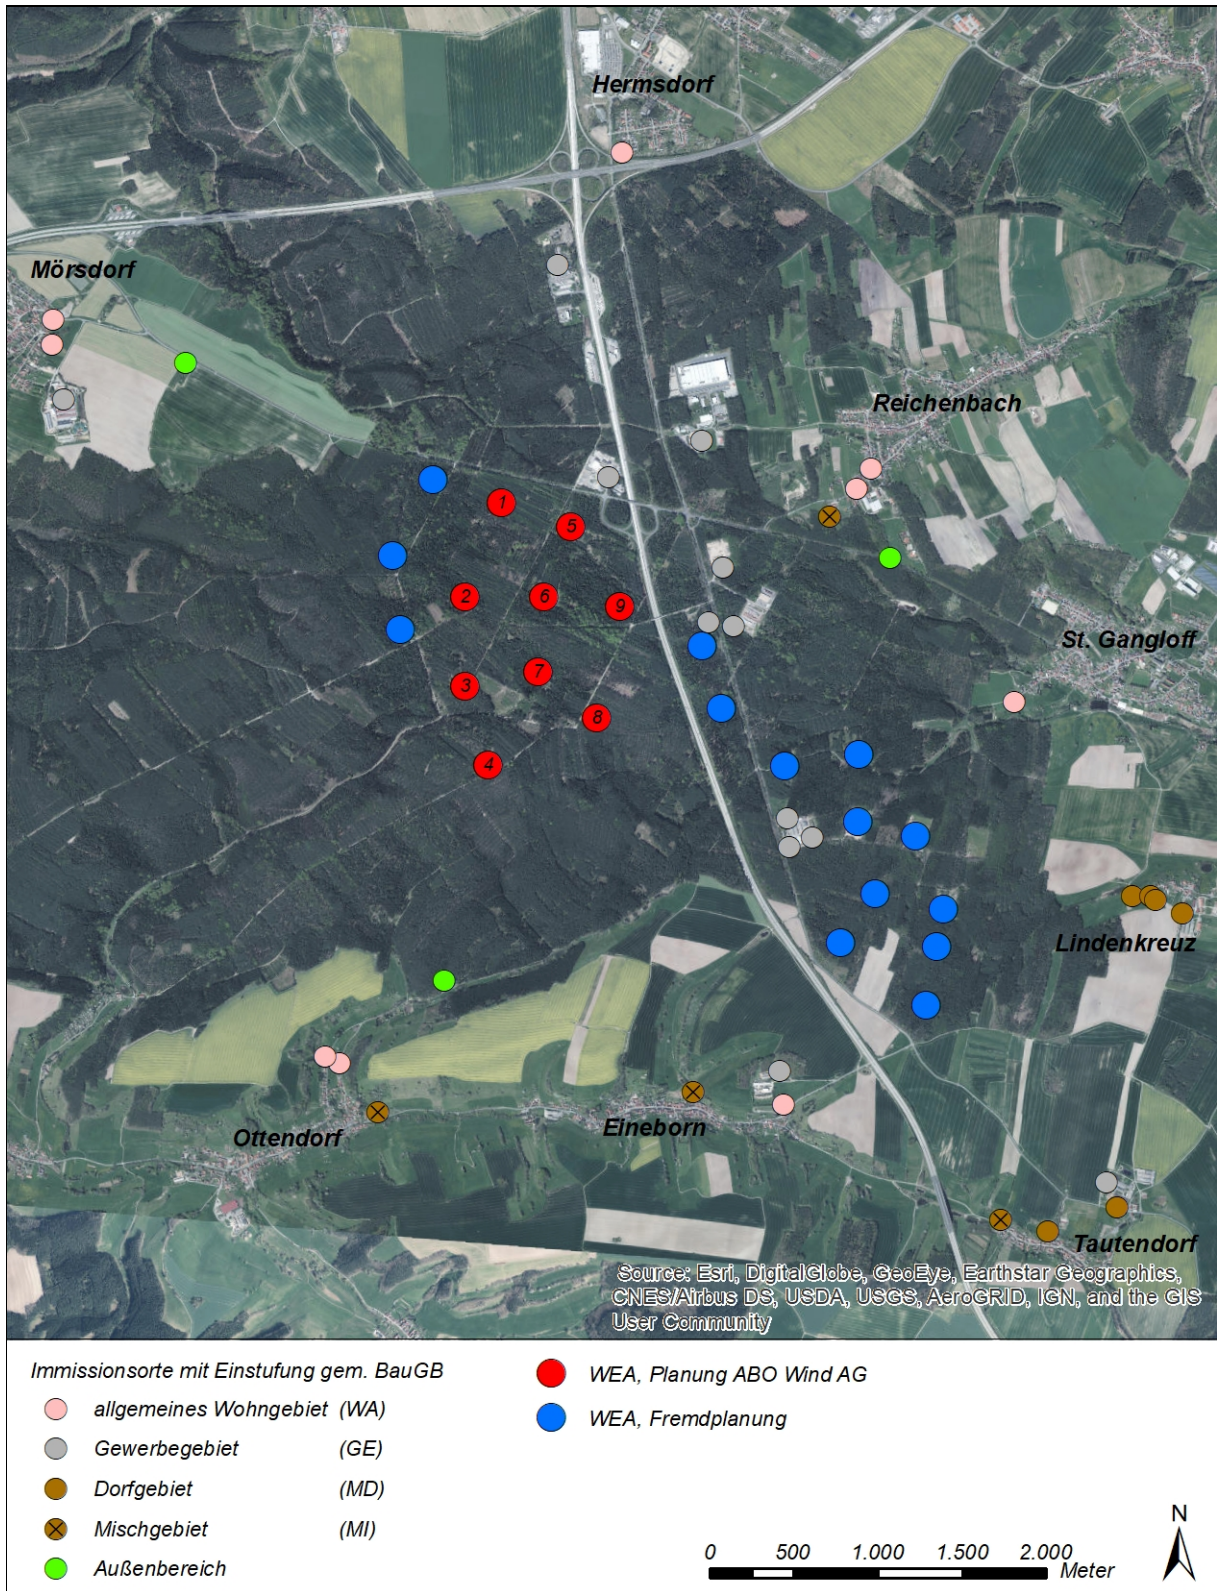 Hermsdorf
Mörsdorf
Reichenbach
1
5
2
6
9
St. Gangloff
7
3
8
4
Lindenkreuz
Ottendorf
Eineborn
Tautendorf
Source: Esri, DigitalGlobe, GeoEye, Earthstar Geographics,
CNES/Airbus DS, USDA, USGS, AeroGRID, IGN, and the GIS
User Community
Immissionsorte mit Einstufung gem. BauGB
allgemeines Wohngebiet (WA)
Gewerbegebiet (GE)
Dorfgebiet (MD)
Mischgebiet (MI)
Außenbereich
WEA, Planung ABO Wind AG
WEA, Fremdplanung
N
0 500 1.000 1.500 2.000
Meter